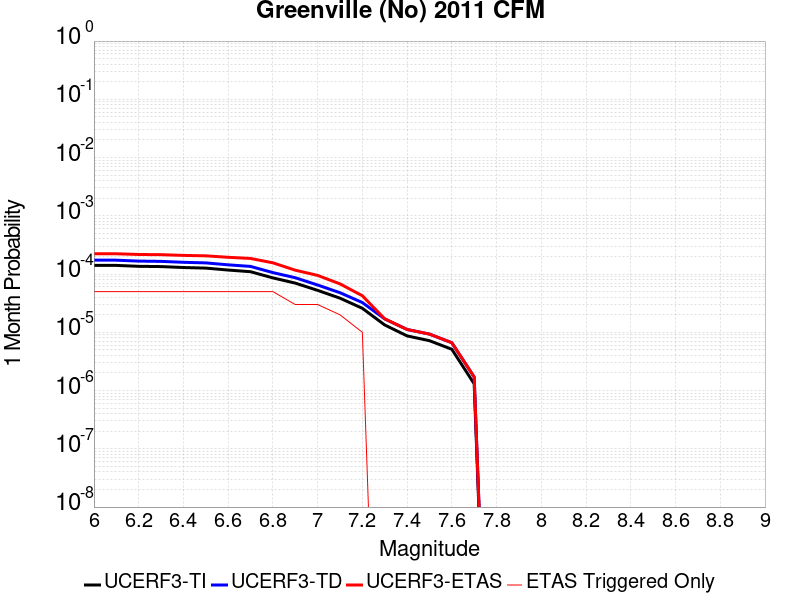 Greenville (No) 2011 CFM
1 Month Probability
10 0
10 -1
10 -2
10 -3
10 -4
10 -5
10 -6
10 -7
10 -8
6 6.2 6.4 6.6 6.8 7 7.2 7.4 7.6 7.8 8 8.2 8.4 8.6 8.8 9
Magnitude
UCERF3-TI UCERF3-TD UCERF3-ETAS ETAS Triggered Only